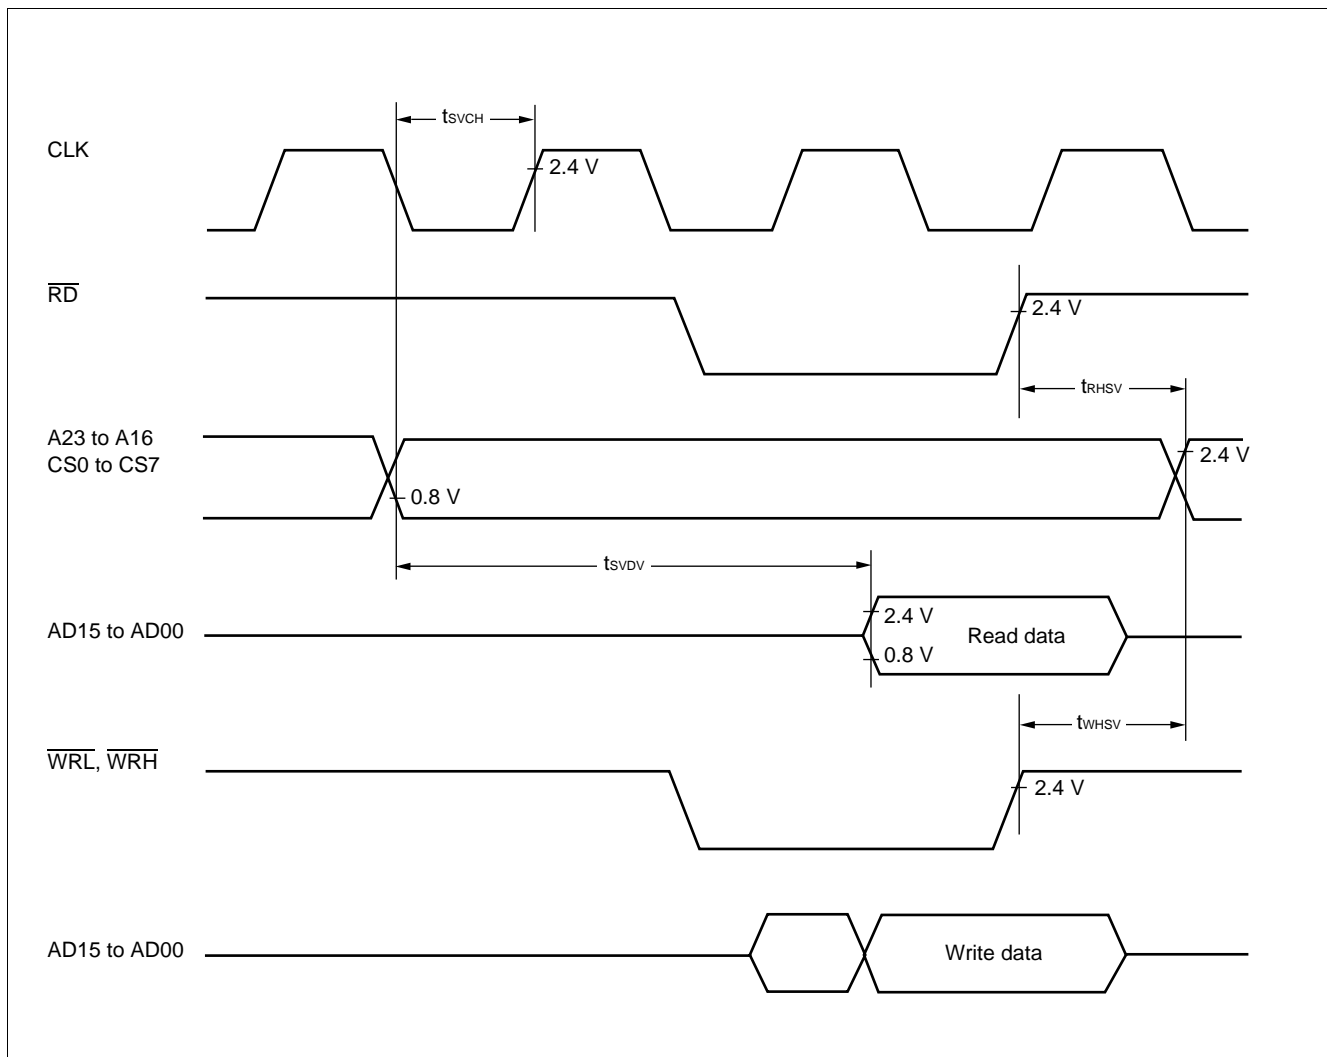 tSVCH
CLK
2.4 V
RD
2.4 V
tRHSV
A23 to A16
CS0 to CS7
2.4 V
0.8 V
tSVDV
AD15 to AD00
2.4 V
Read data
0.8 V
tWHSV
WRL, WRH
2.4 V
AD15 to AD00
Write data